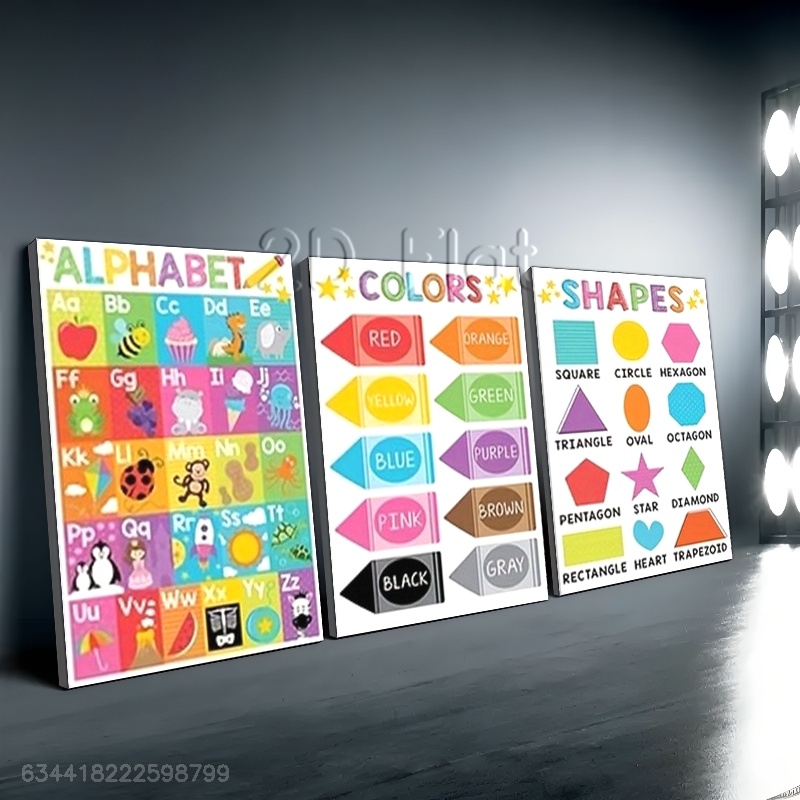 2D Flat
ALPHABET
Aa Bb Cc Dd Ee
Ff Gg Hh Ii Jj
Kk Ll Mm Nn Oo
Pp Qq Rr Ss Tt
Uu Vv Ww Xx Yy Zz
COLORS
RED ORANGE
YELLOW GREEN
BLUE PURPLE
PINK BROWN
BLACK GRAY
SHAPES
SQUARE CIRCLE HEXAGON
TRIANGLE OVAL OCTAGON
PENTAGON STAR DIAMOND
RECTANGLE HEART TRAPEZOID
634418222598799